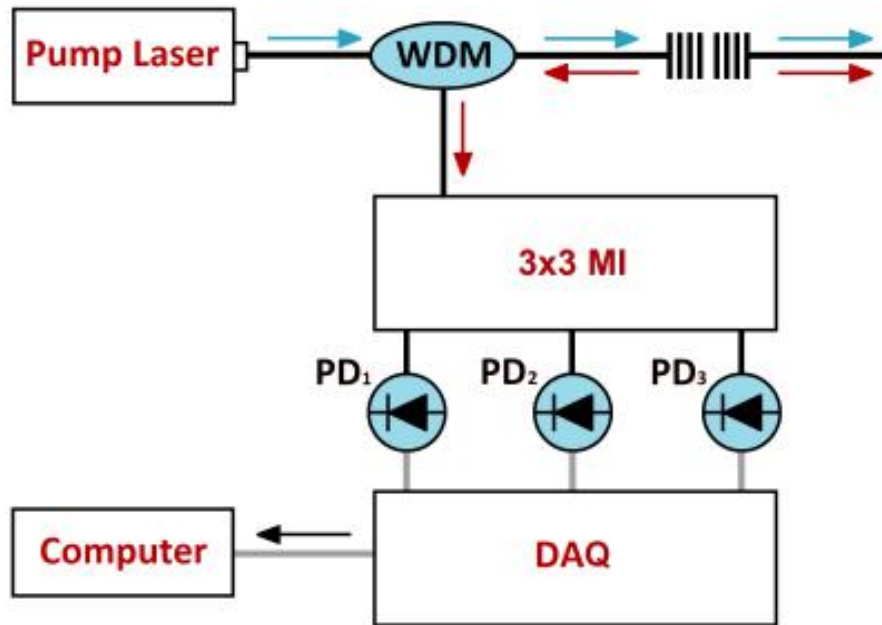 Pump Laser
WDM
3x3 MI
PD₁
PD₂
PD₃
Computer
DAQ